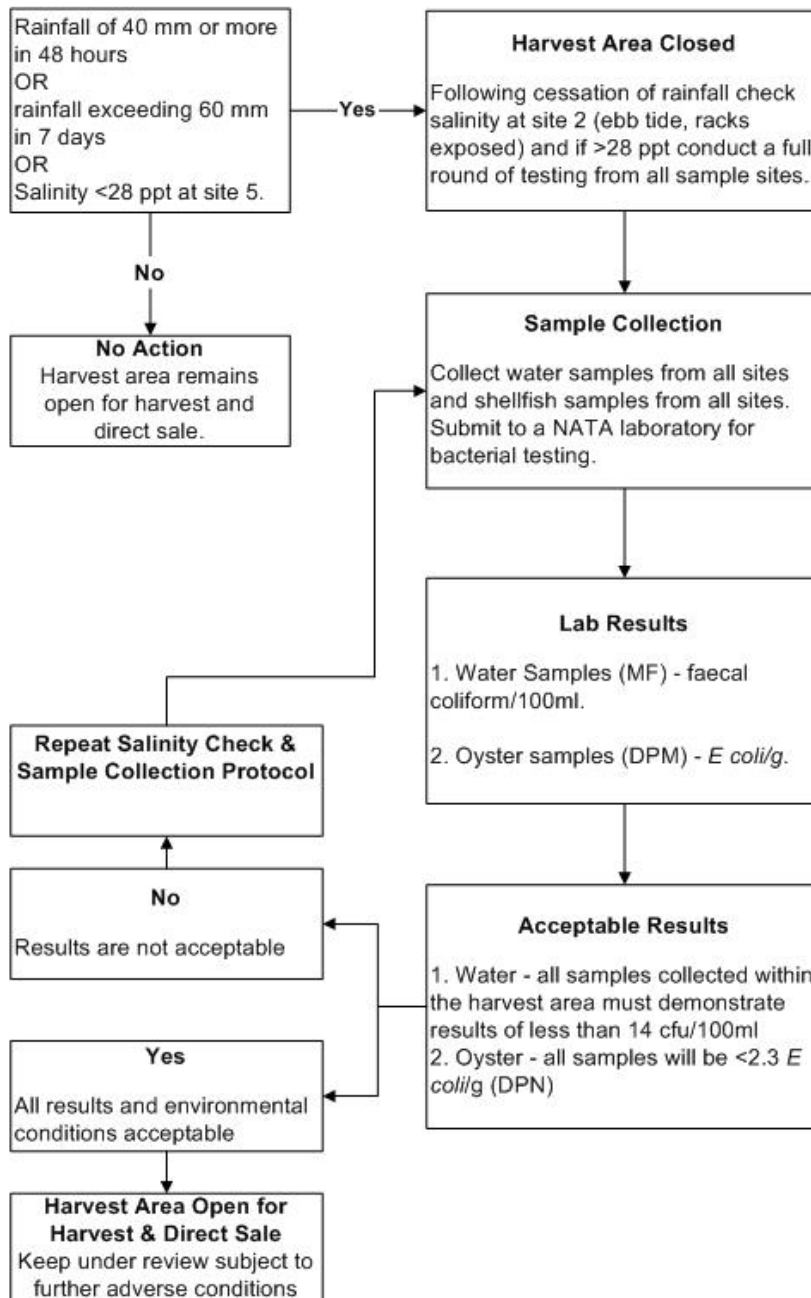 Rainfall of 40 mm or more
in 48 hours
OR
rainfall exceeding 60 mm
in 7 days
OR
Salinity <28 ppt at site 5.
Yes
Harvest Area Closed
Following cessation of rainfall check
salinity at site 2 (ebb tide, racks
exposed) and if >28 ppt conduct a full
round of testing from all sample sites.
No
No Action
Harvest area remains
open for harvest and
direct sale.
Sample Collection
Collect water samples from all sites
and shellfish samples from all sites.
Submit to a NATA laboratory for
bacterial testing.
Lab Results
1. Water Samples (MF) - faecal
coliform/100ml.
2. Oyster samples (DPM) - E coli/g.
Repeat Salinity Check &
Sample Collection Protocol
No
Results are not acceptable
Acceptable Results
1. Water - all samples collected within
the harvest area must demonstrate
results of less than 14 cfu/100ml
2. Oyster - all samples will be <2.3 E
coli/g (DPN)
Yes
All results and environmental
conditions acceptable
Harvest Area Open for
Harvest & Direct Sale
Keep under review subject to
further adverse conditions